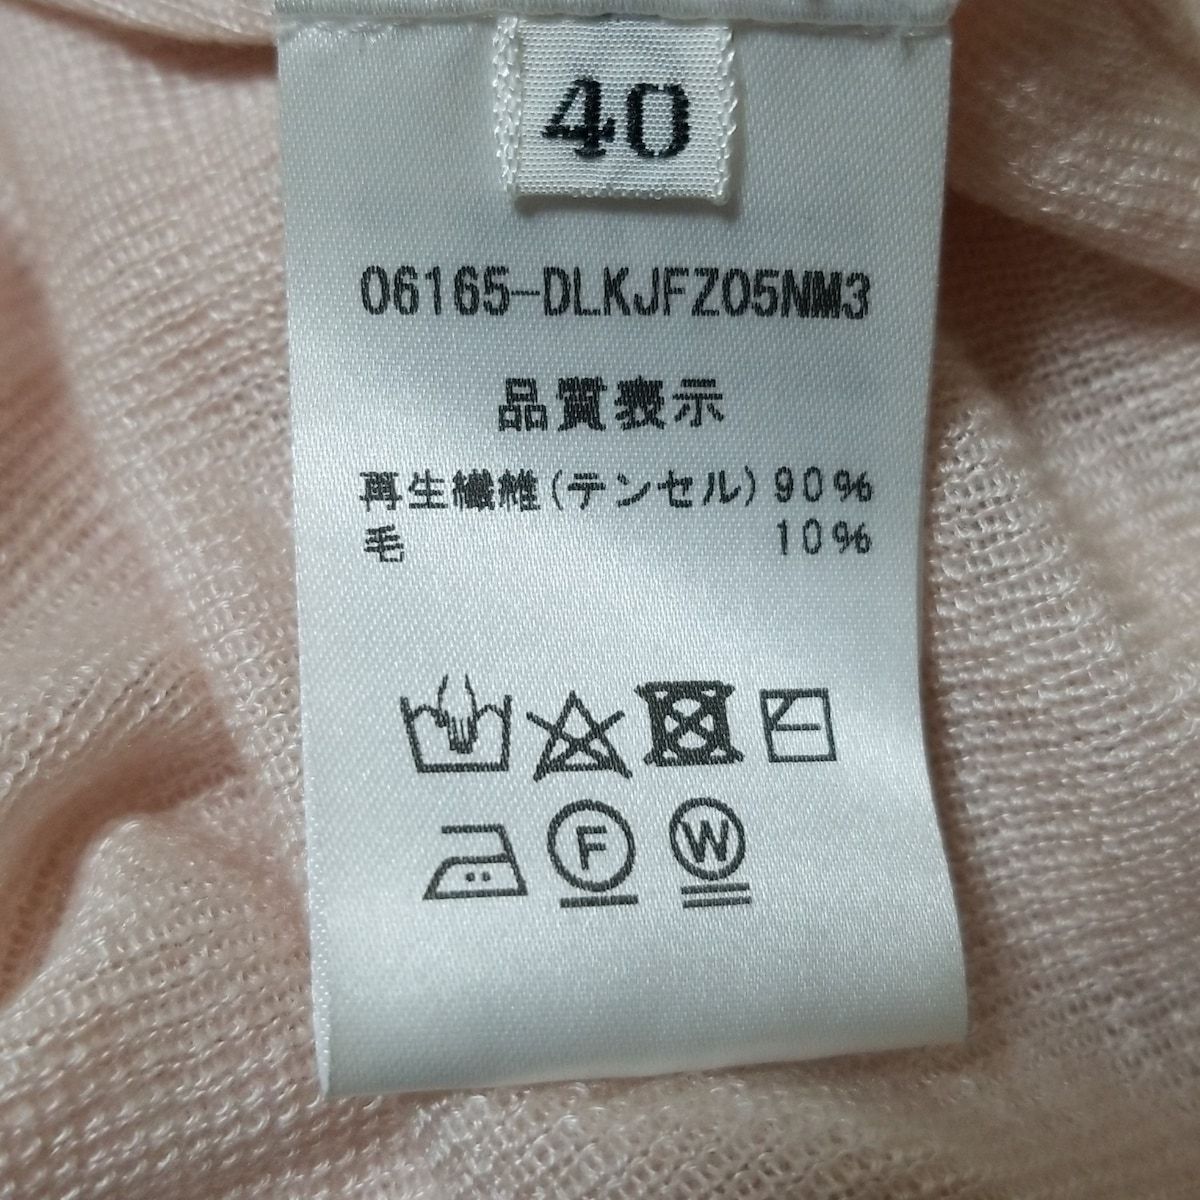 40
06165-DLKJFZ05NM3
品質表示
再生繊維(テンセル) 90%
毛 10%
F W